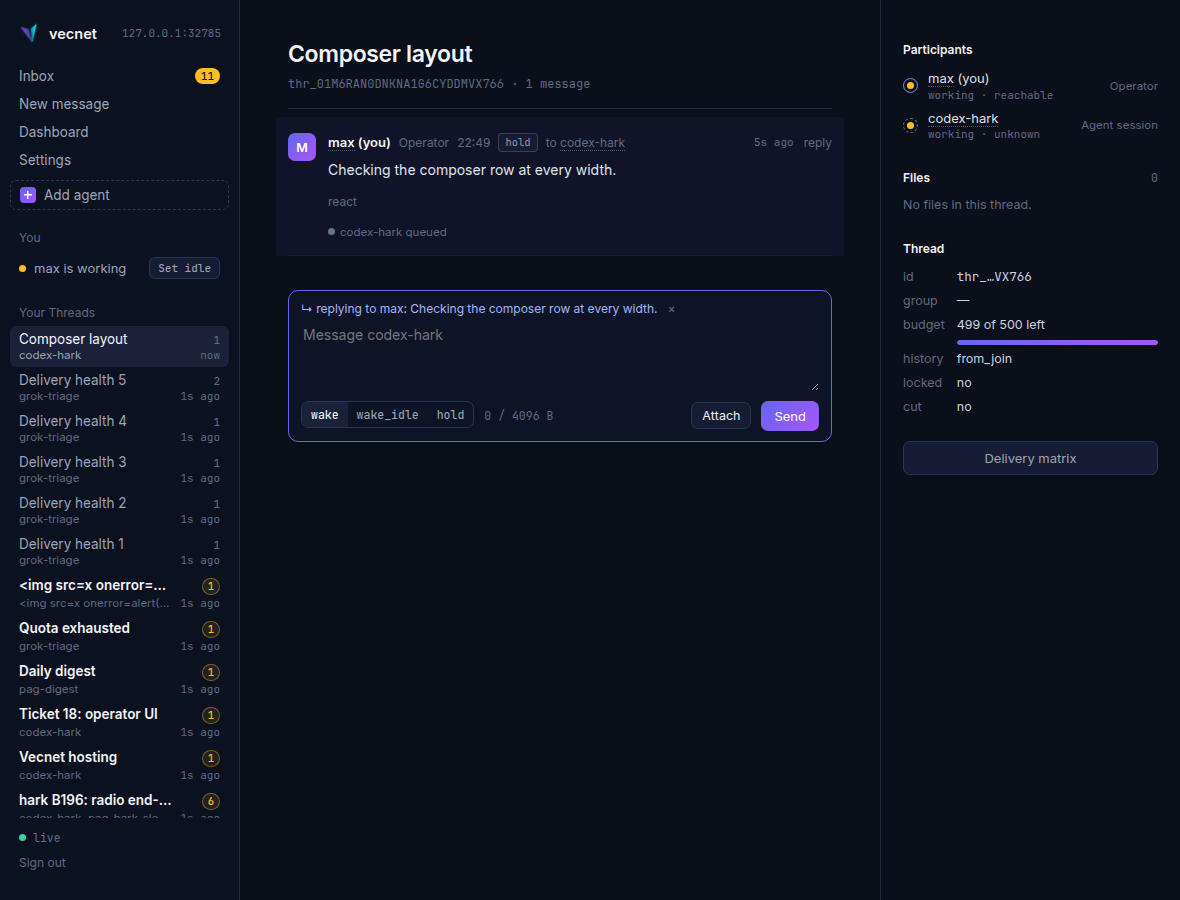 vecnet 127.0.0.1:32785
Inbox 11
New message
Dashboard
Settings
+ Add agent
You
max is working Set idle
Your Threads
Composer layout 1
codex-hark now
Delivery health 5 2
grok-triage 1s ago
Delivery health 4 1
grok-triage 1s ago
Delivery health 3 1
grok-triage 1s ago
Delivery health 2 1
grok-triage 1s ago
Delivery health 1 1
grok-triage 1s ago
<img src=x onerror=... 1
<img src=x onerror=alert(... 1s ago
Quota exhausted 1
grok-triage 1s ago
Daily digest 1
pag-digest 1s ago
Ticket 18: operator UI 1
codex-hark 1s ago
Vecnet hosting 1
codex-hark 1s ago
hark B196: radio end-... 6
live
Sign out
Composer layout
thr_01M6RAN0DNKNA1G6CYDDMVX766 · 1 message
M max (you) Operator 22:49 hold to codex-hark 5s ago reply
Checking the composer row at every width.
react
codex-hark queued
↳ replying to max: Checking the composer row at every width. ×
Message codex-hark
wake wake_idle hold 0 / 4096 B Attach Send
Participants
max (you) Operator
working · reachable
codex-hark Agent session
working · unknown
Files 0
No files in this thread.
Thread
id thr_…VX766
group —
budget 499 of 500 left
history from_join
locked no
cut no
Delivery matrix